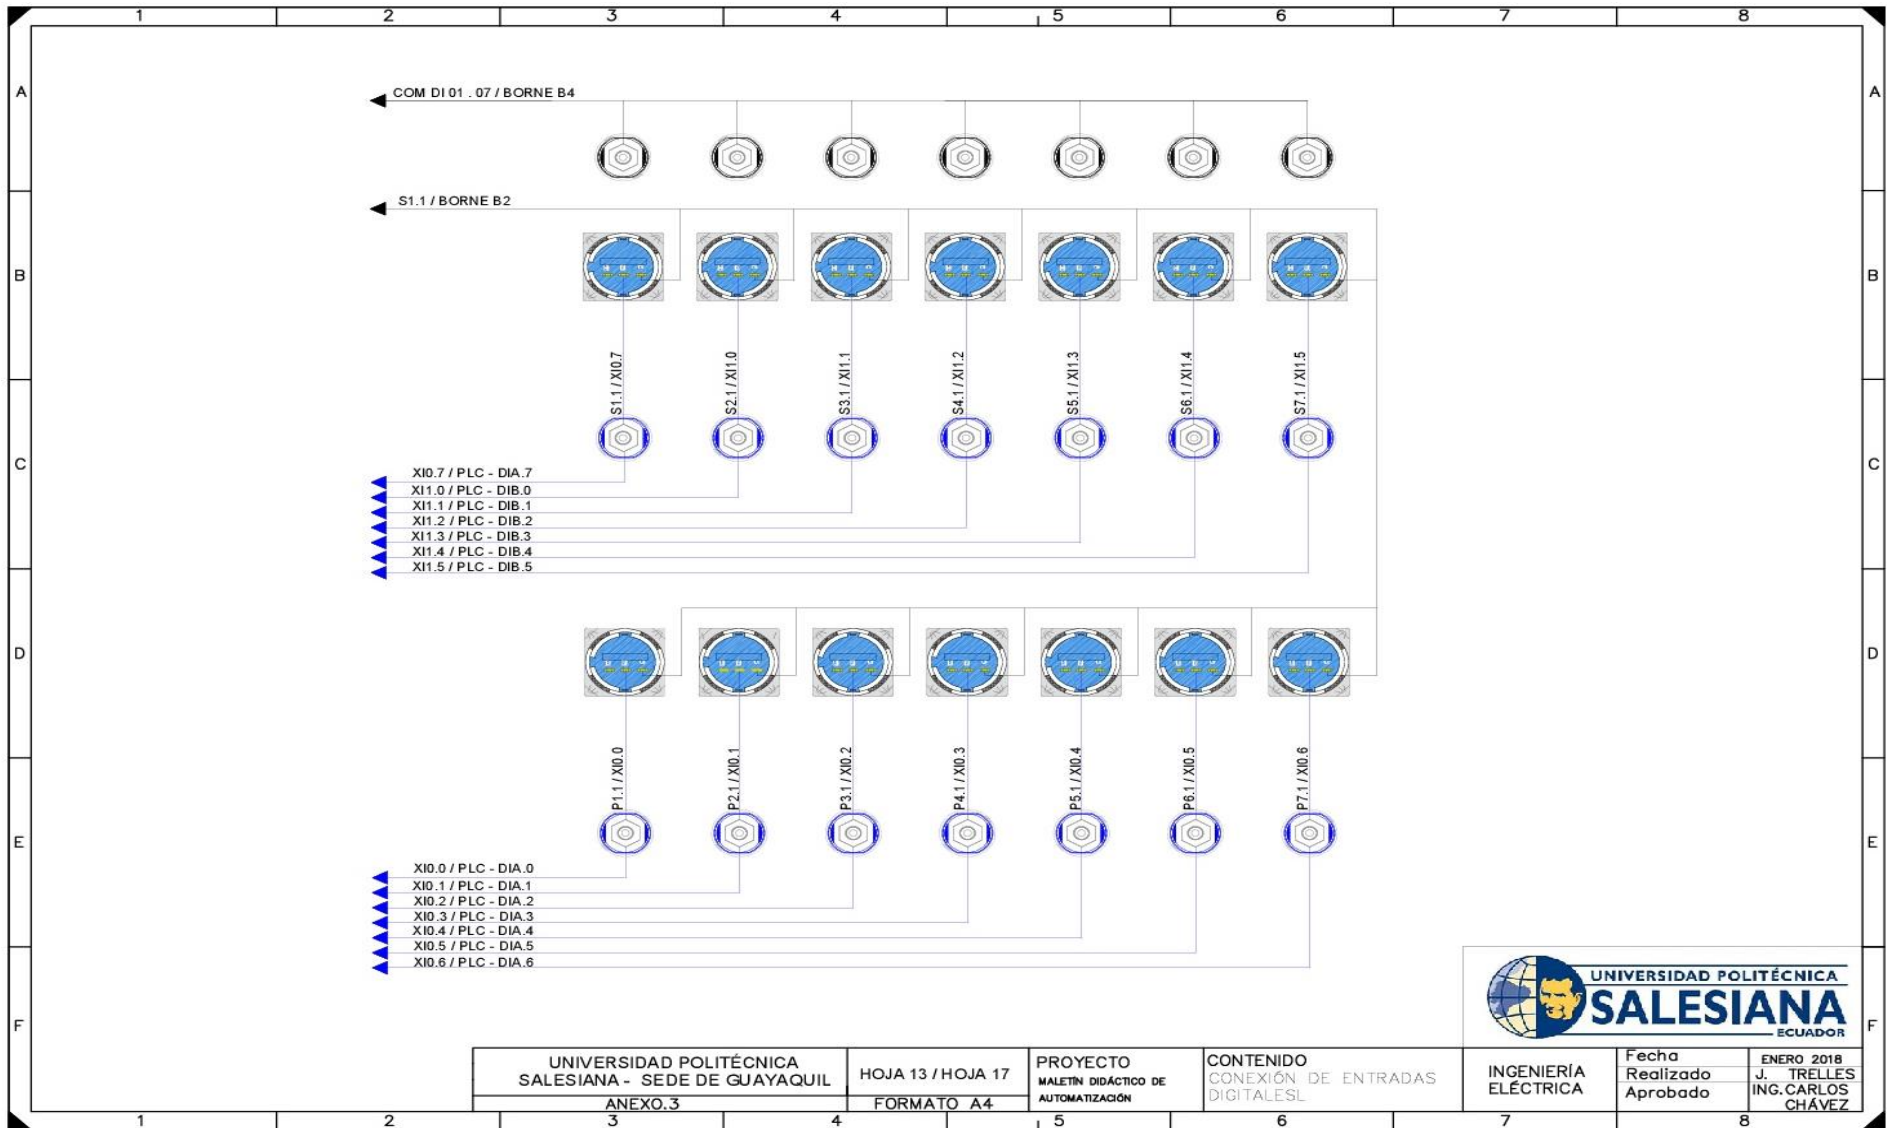 1 2 3 4 5 6 7 8
A A
COM DI 01 . 07 / BORNE B4
S1.1 / BORNE B2
B B
S1.1 / XI0.7
S2.1 / XI1.0
S3.1 / XI1.1
S4.1 / XI1.2
S5.1 / XI1.3
S6.1 / XI1.4
S7.1 / XI1.5
C C
XI0.7 / PLC - DIA.7
XI1.0 / PLC - DIB.0
XI1.1 / PLC - DIB.1
XI1.2 / PLC - DIB.2
XI1.3 / PLC - DIB.3
XI1.4 / PLC - DIB.4
XI1.5 / PLC - DIB.5
D D
P1.1 / XI0.0
P2.1 / XI0.1
P3.1 / XI0.2
P4.1 / XI0.3
P5.1 / XI0.4
P6.1 / XI0.5
P7.1 / XI0.6
E E
XI0.0 / PLC - DIA.0
XI0.1 / PLC - DIA.1
XI0.2 / PLC - DIA.2
XI0.3 / PLC - DIA.3
XI0.4 / PLC - DIA.4
XI0.5 / PLC - DIA.5
XI0.6 / PLC - DIA.6
UNIVERSIDAD POLITÉCNICA
SALESIANA
ECUADOR
F F
UNIVERSIDAD POLITÉCNICA
SALESIANA - SEDE DE GUAYAQUIL
ANEXO.3
HOJA 13 / HOJA 17
FORMATO A4
PROYECTO
MALETÍN DIDÁCTICO DE
AUTOMATIZACIÓN
CONTENIDO
CONEXIÓN DE ENTRADAS
DIGITALESL
INGENIERÍA
ELÉCTRICA
Fecha ENERO 2018
Realizado J. TRELLES
Aprobado ING.CARLOS
CHÁVEZ
1 2 3 4 5 6 7 8